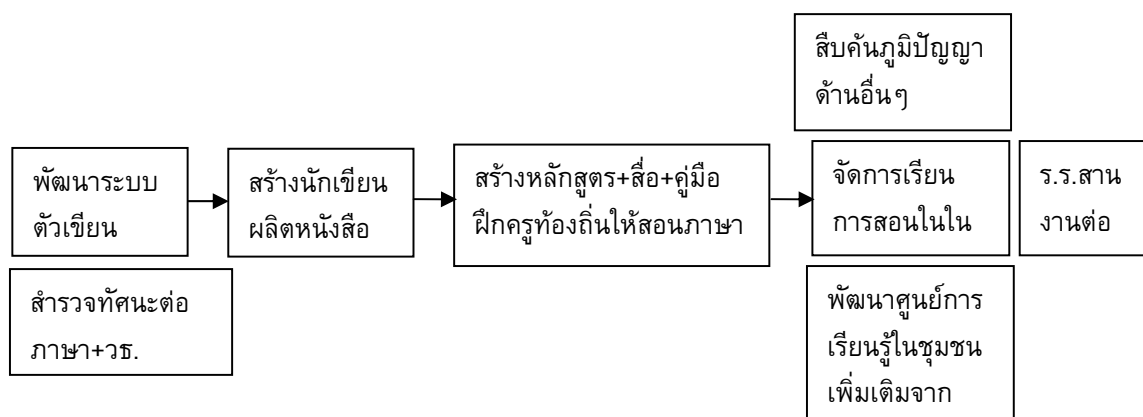 สืบค้นภูมิปัญญา
ด้านอื่นๆ
พัฒนาระบบ
ตัวเขียน
สร้างนักเขียน
ผลิตหนังสือ
สร้างหลักสูตร+สื่อ+คู่มือ
ฝึกครูท้องถิ่นให้สอนภาษา
จัดการเรียน
การสอนในใน
ร.ร.สาน
งานต่อ
สำรวจทัศนะต่อ
ภาษา+วธ.
พัฒนาศูนย์การ
เรียนรู้ในชุมชน
เพิ่มเติมจาก